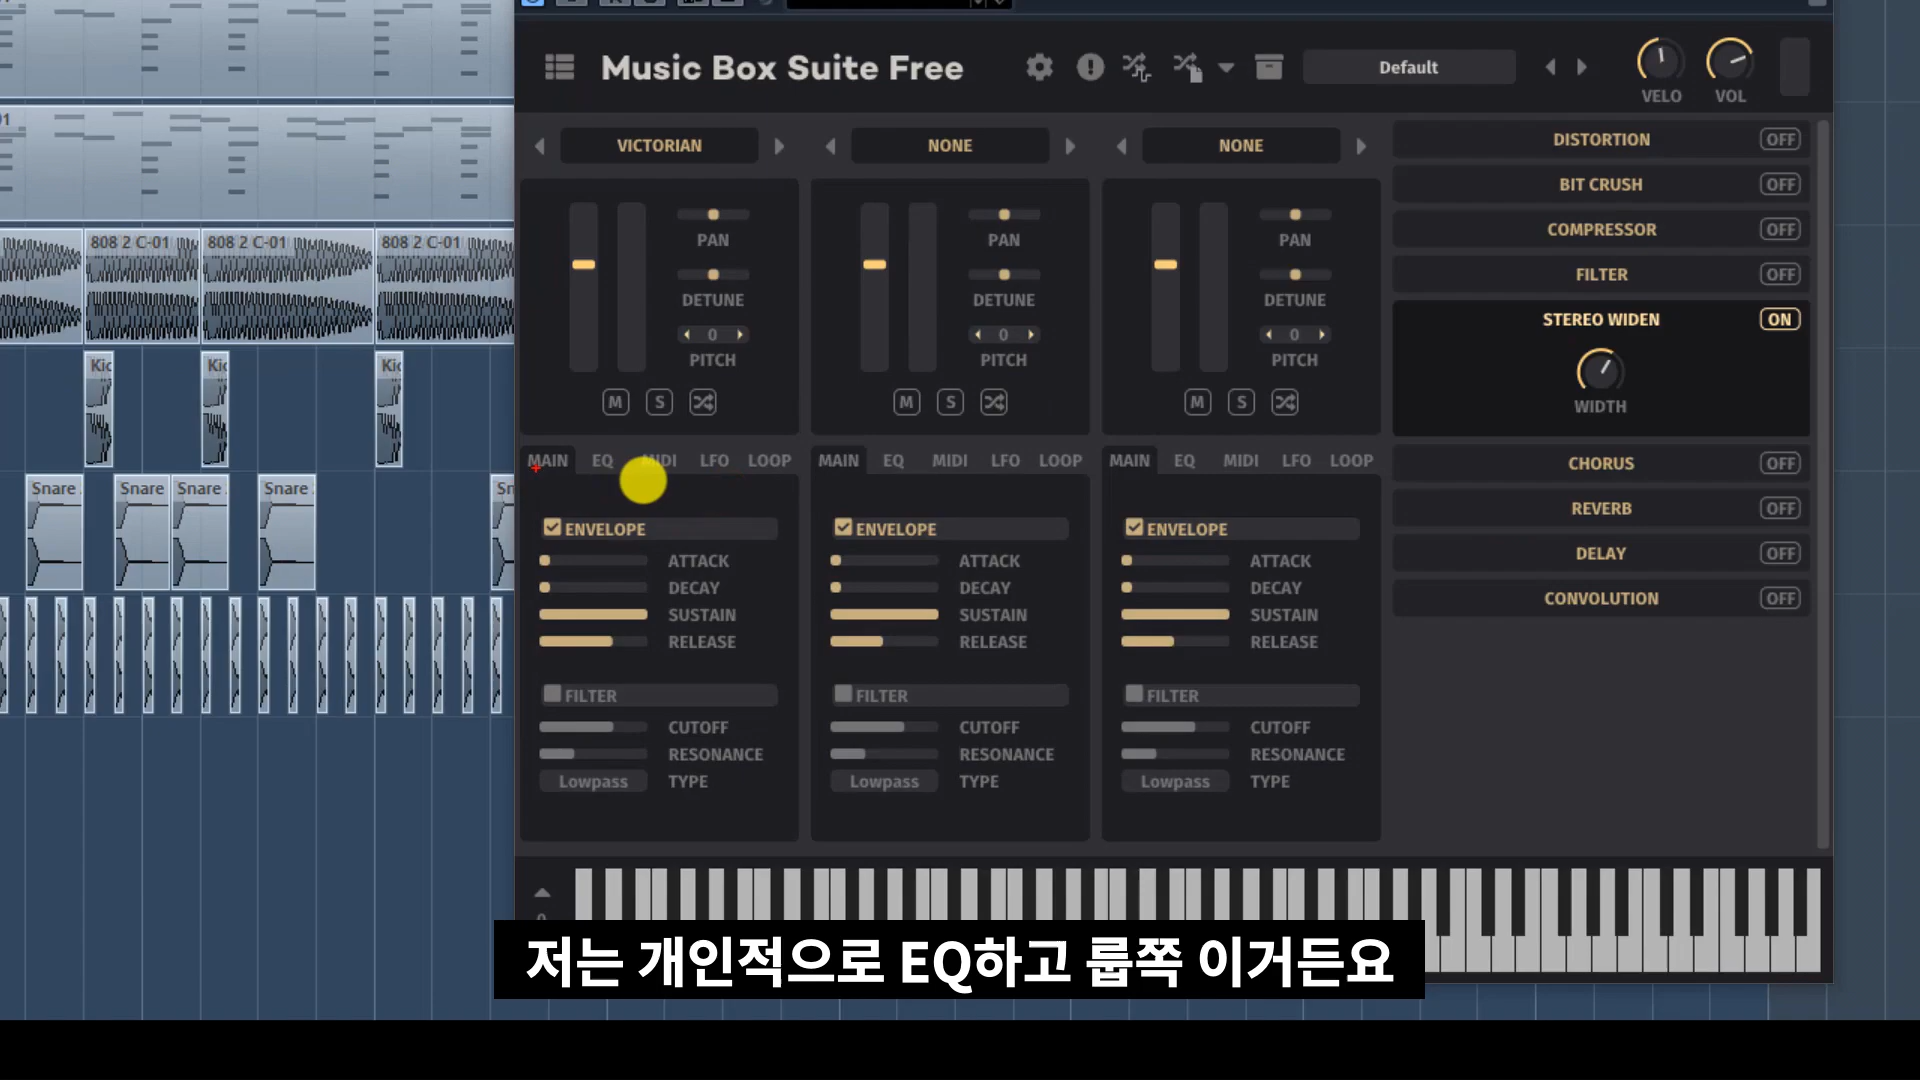 Music Box Suite Free
Default
VELO
VOL
VICTORIAN
NONE
NONE
PAN
DETUNE
0
PITCH
M S
PAN
DETUNE
0
PITCH
M S
PAN
DETUNE
0
PITCH
M S
DISTORTION OFF
BIT CRUSH OFF
COMPRESSOR OFF
FILTER OFF
STEREO WIDEN ON
WIDTH
CHORUS OFF
REVERB OFF
DELAY OFF
CONVOLUTION OFF
MAIN EQ MIDI LFO LOOP
ENVELOPE
ATTACK
DECAY
SUSTAIN
RELEASE
FILTER
CUTOFF
RESONANCE
Lowpass TYPE
MAIN EQ MIDI LFO LOOP
ENVELOPE
ATTACK
DECAY
SUSTAIN
RELEASE
FILTER
CUTOFF
RESONANCE
Lowpass TYPE
MAIN EQ MIDI LFO LOOP
ENVELOPE
ATTACK
DECAY
SUSTAIN
RELEASE
FILTER
CUTOFF
RESONANCE
Lowpass TYPE
808 2 C-01 808 2 C-01 808 2 C-01
Kic Kic Kic
Snare Snare Snare Snare Sn
저는 개인적으로 EQ하고 룹쪽 이거든요